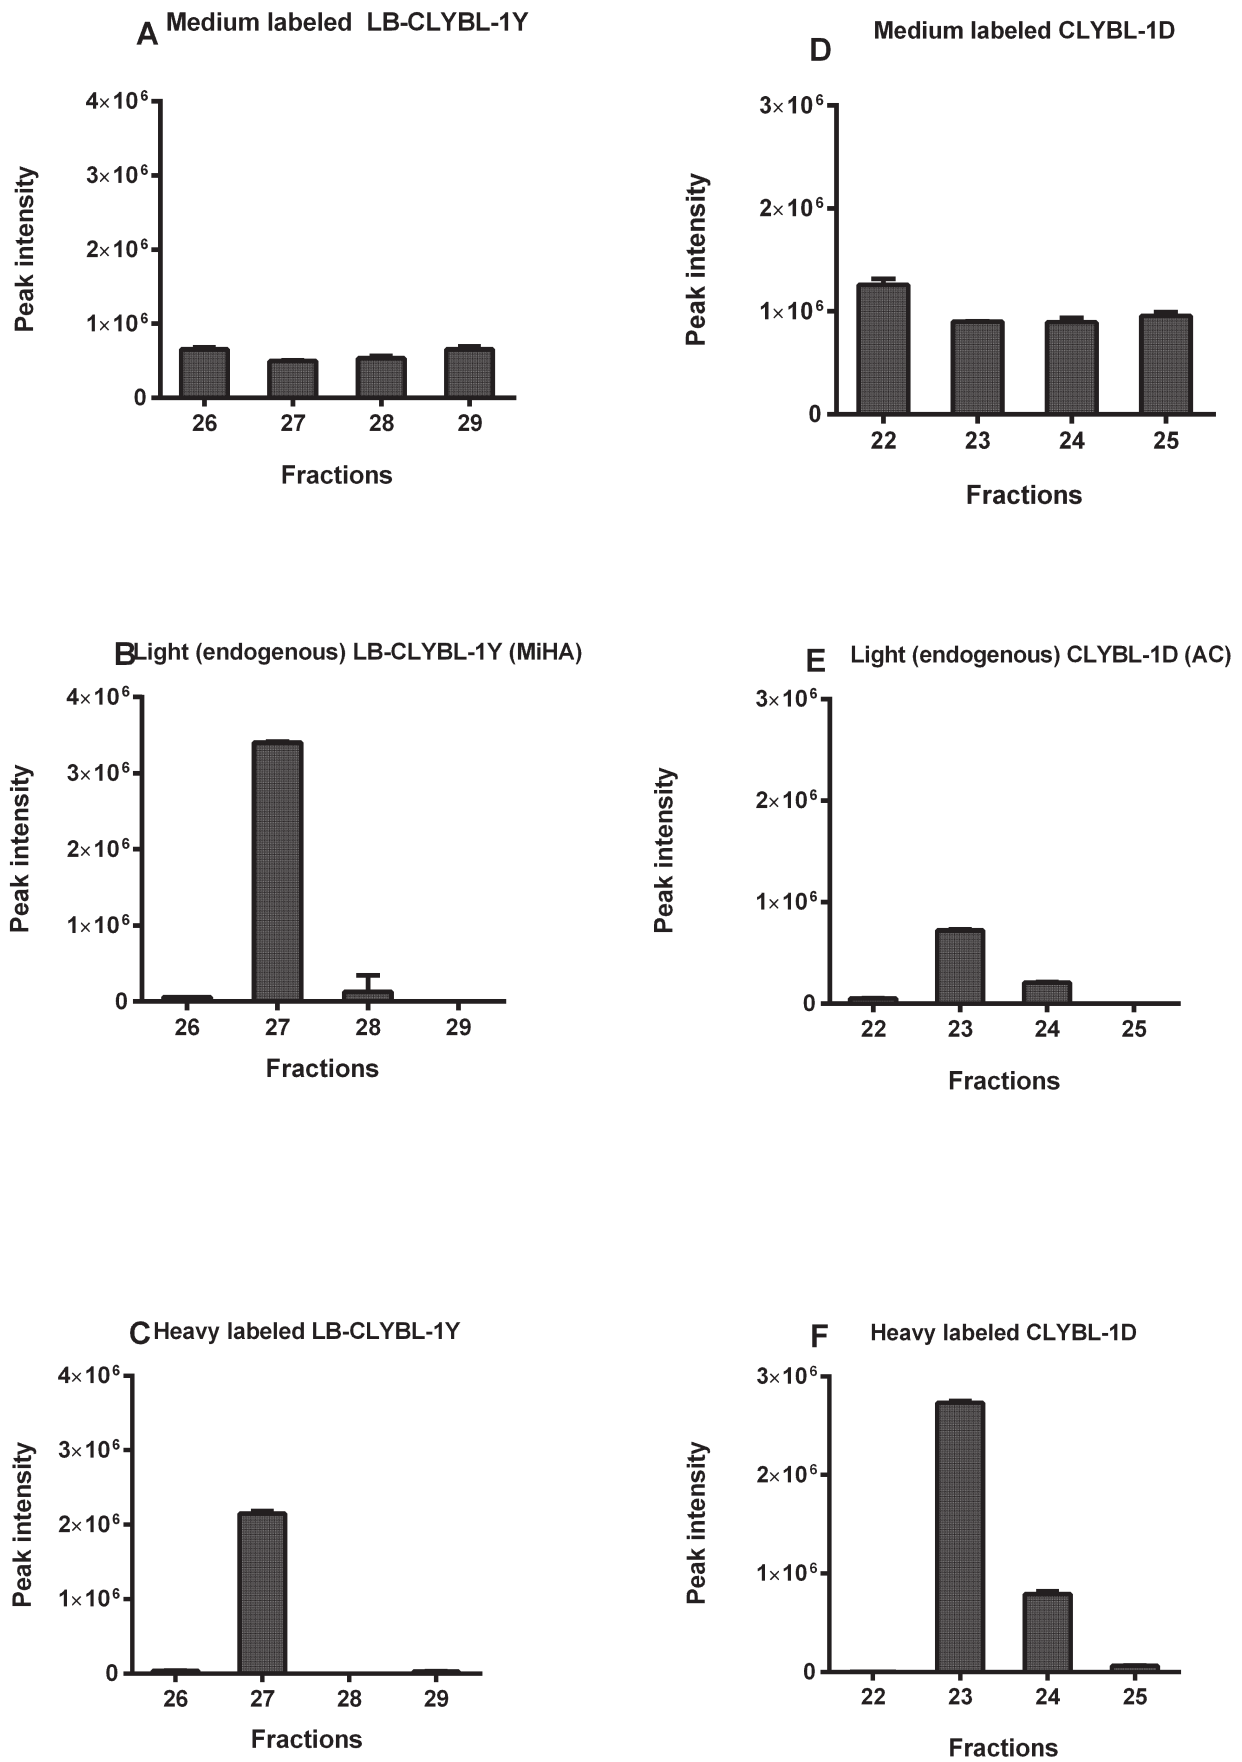 A Medium labeled LB-CLYBL-1Y
4×10⁶
3×10⁶
2×10⁶
1×10⁶
0
Peak intensity
26 27 28 29
Fractions
D Medium labeled CLYBL-1D
3×10⁶
2×10⁶
1×10⁶
0
Peak intensity
22 23 24 25
Fractions
B Light (endogenous) LB-CLYBL-1Y (MiHA)
4×10⁶
3×10⁶
2×10⁶
1×10⁶
0
Peak intensity
26 27 28 29
Fractions
E Light (endogenous) CLYBL-1D (AC)
3×10⁶
2×10⁶
1×10⁶
0
Peak intensity
22 23 24 25
Fractions
C Heavy labeled LB-CLYBL-1Y
4×10⁶
3×10⁶
2×10⁶
1×10⁶
0
Peak intensity
26 27 28 29
Fractions
F Heavy labeled CLYBL-1D
3×10⁶
2×10⁶
1×10⁶
0
Peak intensity
22 23 24 25
Fractions